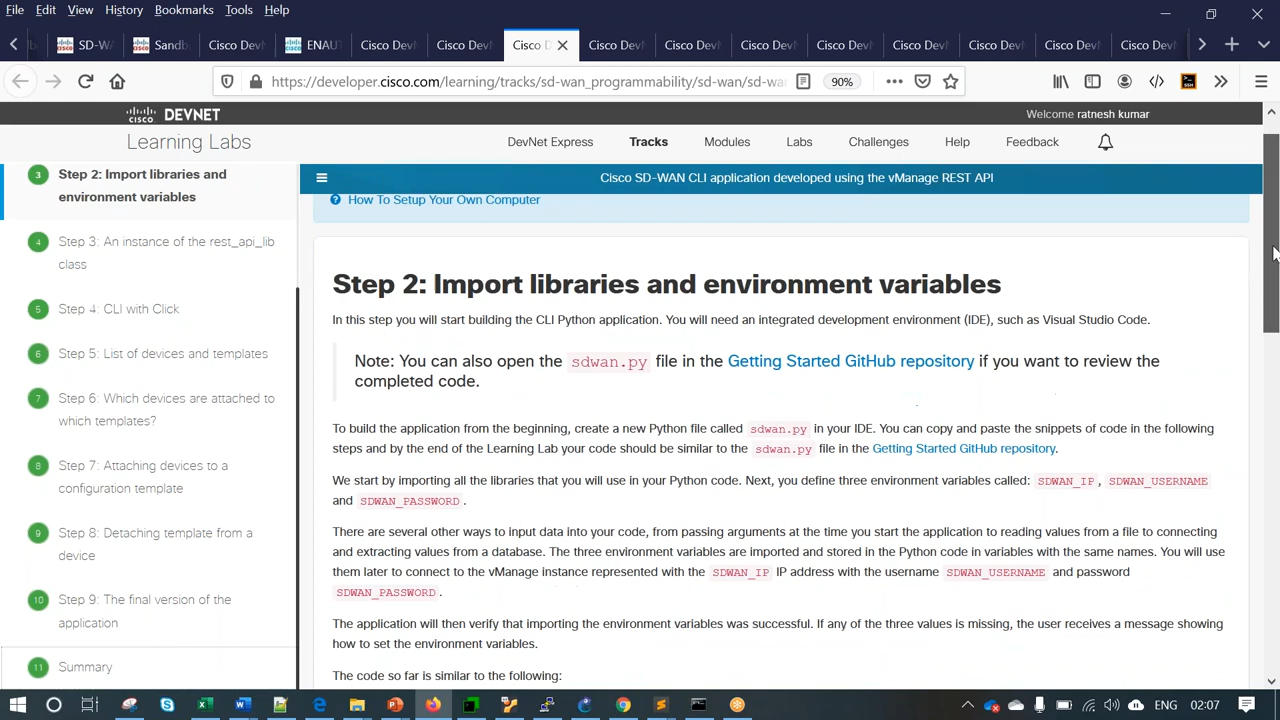 File Edit View History Bookmarks Tools Help
SD-WA Sandb Cisco Dev ENAUT Cisco Dev Cisco Dev Cisco D Cisco Dev Cisco Dev Cisco Dev Cisco Dev Cisco Dev Cisco Dev Cisco Dev Cisco Dev
https://developer.cisco.com/learning/tracks/sd-wan_programmability/sd-wan/sd-wa 90%
cisco DEVNET
Welcome ratnesh kumar
Learning Labs
DevNet Express Tracks Modules Labs Challenges Help Feedback
3 Step 2: Import libraries and
environment variables
4 Step 3: An instance of the rest_api_lib
class
5 Step 4: CLI with Click
6 Step 5: List of devices and templates
7 Step 6: Which devices are attached to
which templates?
8 Step 7: Attaching devices to a
configuration template
9 Step 8: Detaching template from a
device
10 Step 9: The final version of the
application
11 Summary
Cisco SD-WAN CLI application developed using the vManage REST API
How To Setup Your Own Computer
Step 2: Import libraries and environment variables
In this step you will start building the CLI Python application. You will need an integrated development environment (IDE), such as Visual Studio Code.
Note: You can also open the sdwan.py file in the Getting Started GitHub repository if you want to review the
completed code.
To build the application from the beginning, create a new Python file called sdwan.py in your IDE. You can copy and paste the snippets of code in the following
steps and by the end of the Learning Lab your code should be similar to the sdwan.py file in the Getting Started GitHub repository.
We start by importing all the libraries that you will use in your Python code. Next, you define three environment variables called: SDWAN_IP, SDWAN_USERNAME
and SDWAN_PASSWORD.
There are several other ways to input data into your code, from passing arguments at the time you start the application to reading values from a file to connecting
and extracting values from a database. The three environment variables are imported and stored in the Python code in variables with the same names. You will use
them later to connect to the vManage instance represented with the SDWAN_IP IP address with the username SDWAN_USERNAME and password
SDWAN_PASSWORD.
The application will then verify that importing the environment variables was successful. If any of the three values is missing, the user receives a message showing
how to set the environment variables.
The code so far is similar to the following:
ENG 02:07